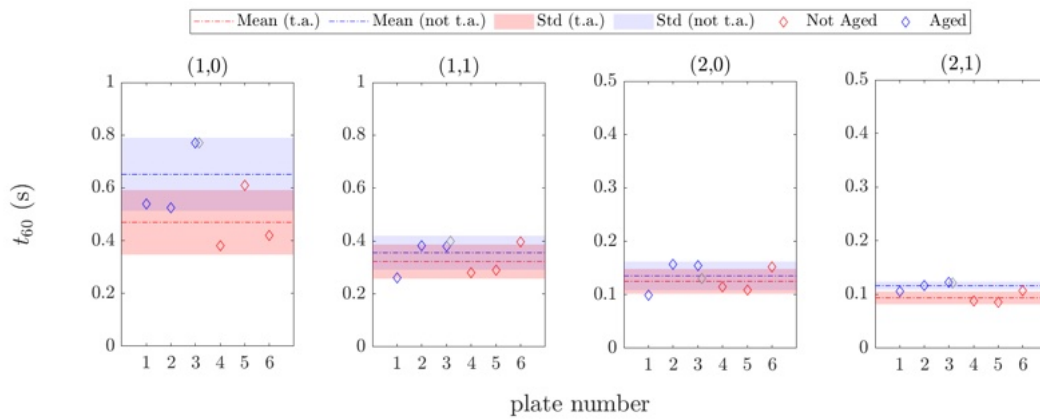 Mean (t.a.) Mean (not t.a.) Std (t.a.) Std (not t.a.) Not Aged Aged
(1,0) (1,1) (2,0) (2,1)
1 1 0.5 0.5
0.8 0.8 0.4 0.4
0.6 0.6 0.3 0.3
0.4 0.4 0.2 0.2
0.2 0.2 0.1 0.1
0 0 0 0
1 2 3 4 5 6 1 2 3 4 5 6 1 2 3 4 5 6 1 2 3 4 5 6
t60 (s)
plate number